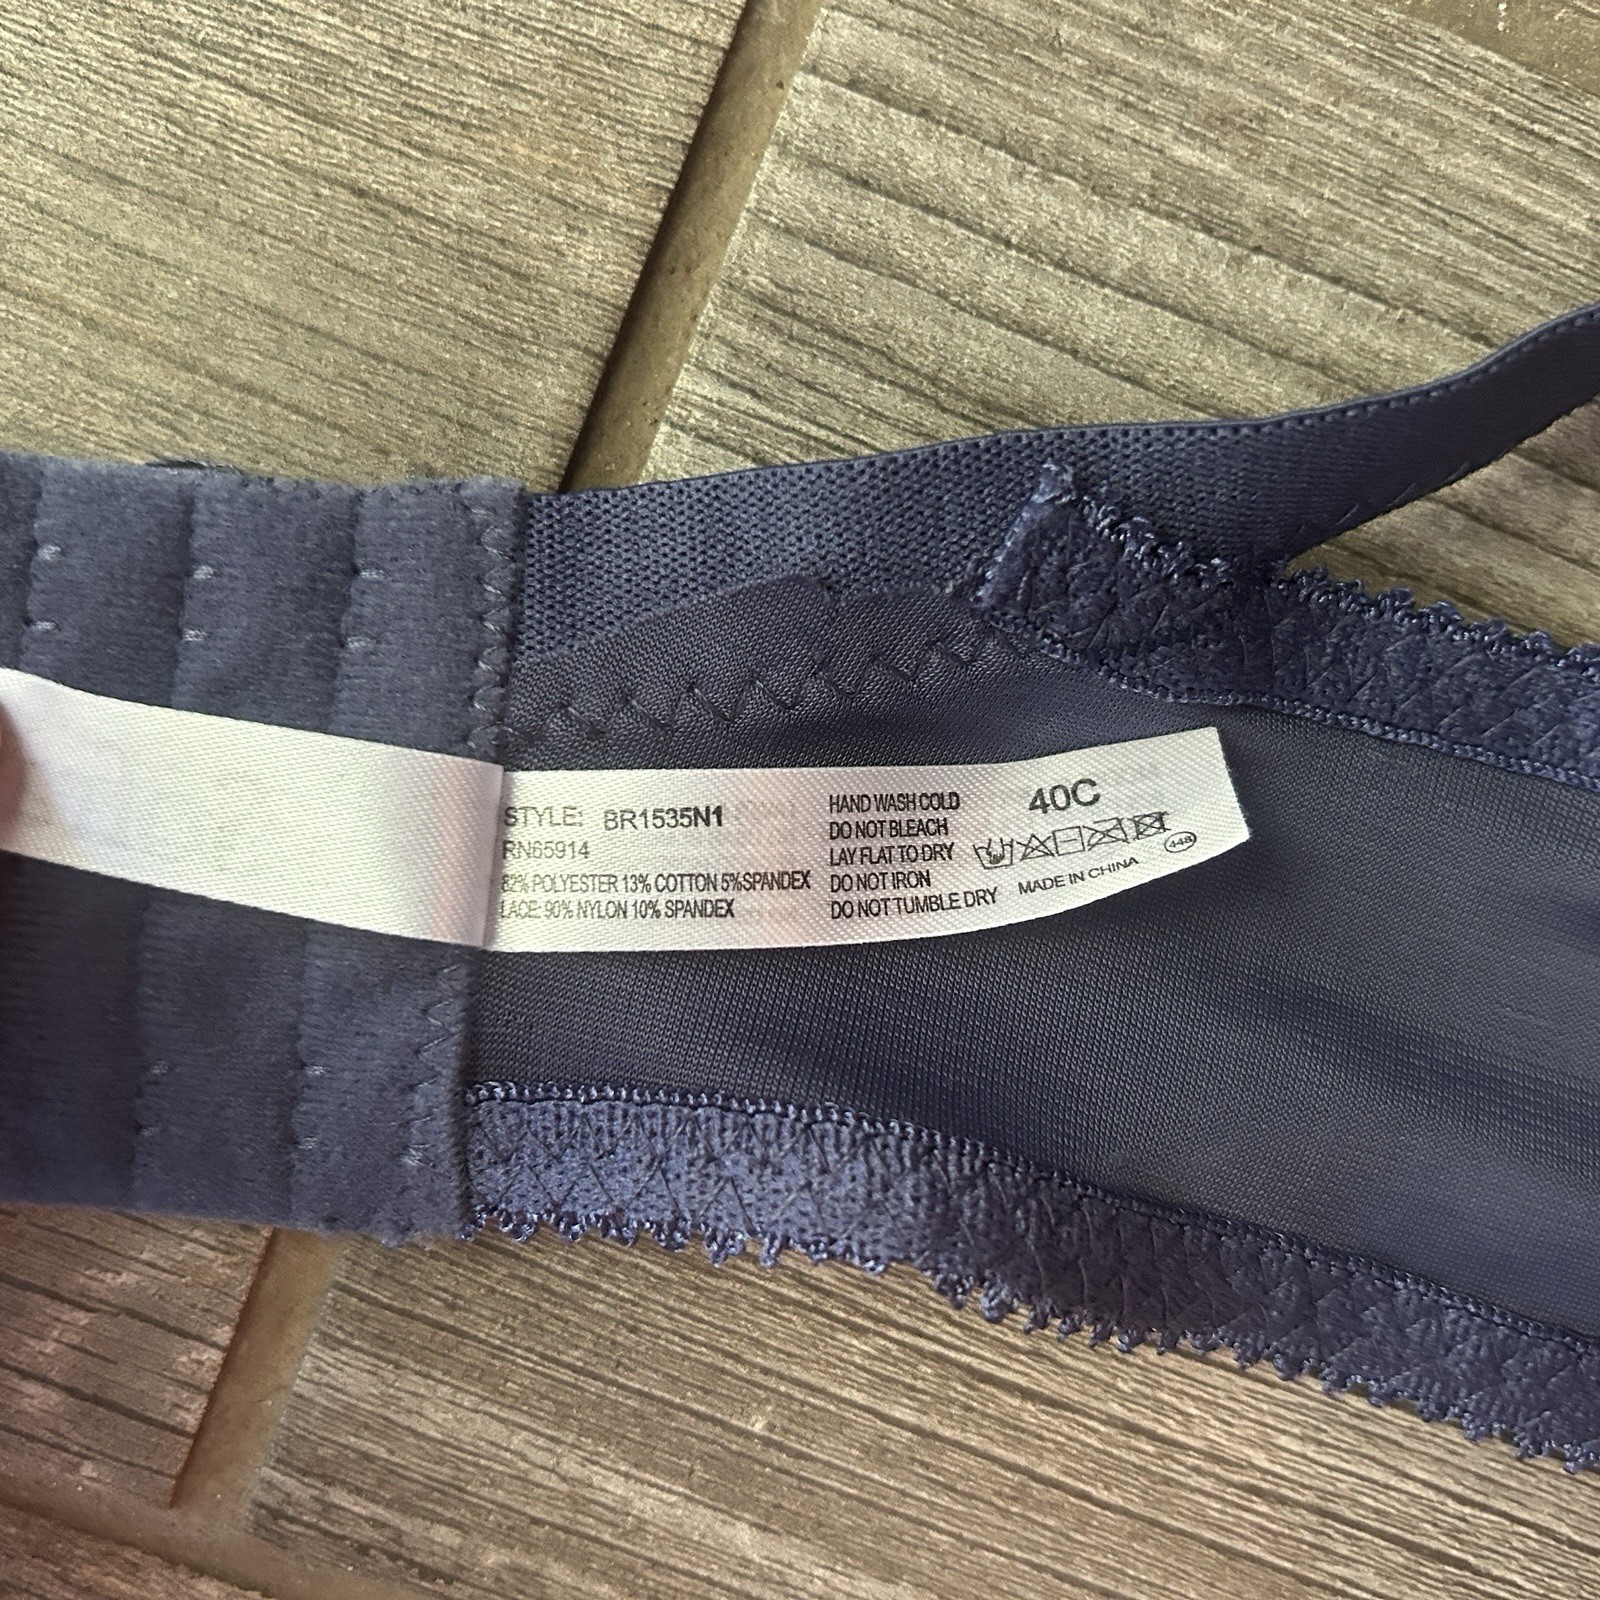 STYLE: BR1535N1
RN65914
82% POLYESTER 13% COTTON 5%SPANDEX
LACE: 90% NYLON 10% SPANDEX
HAND WASH COLD
DO NOT BLEACH
LAY FLAT TO DRY
DO NOT IRON
DO NOT TUMBLE DRY
40C
448
MADE IN CHINA